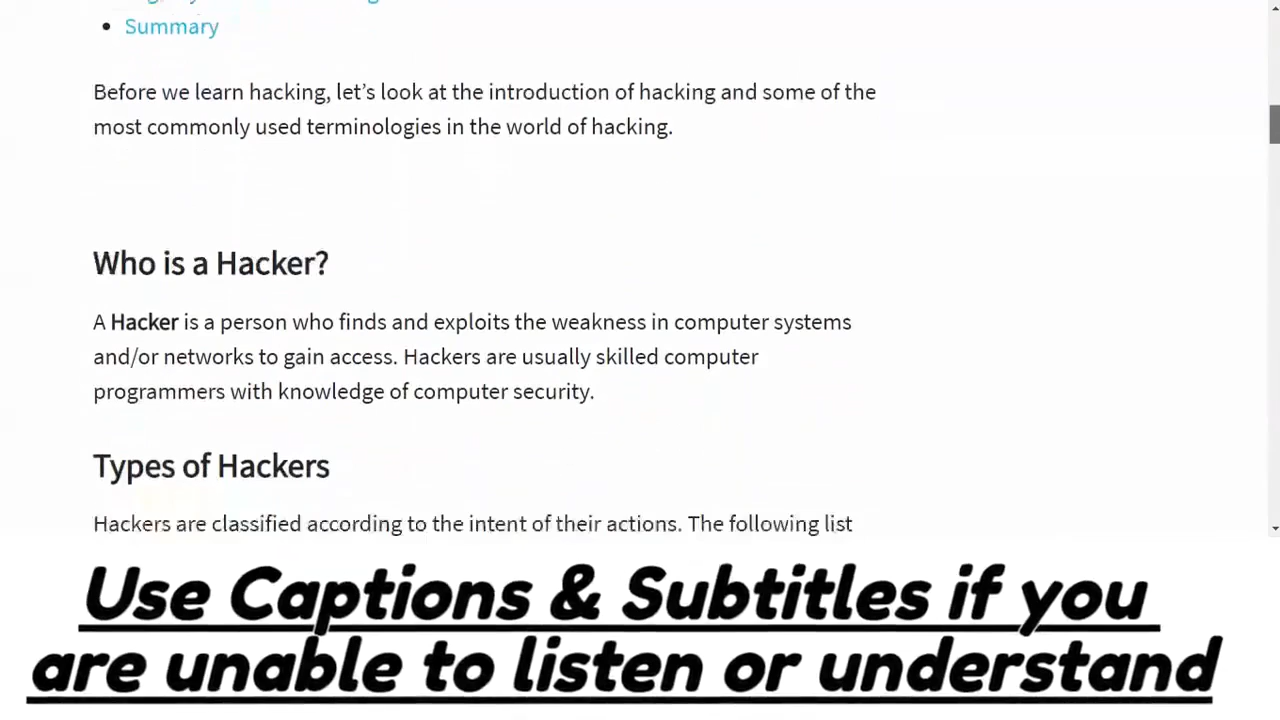 Summary
Before we learn hacking, let’s look at the introduction of hacking and some of the
most commonly used terminologies in the world of hacking.
Who is a Hacker?
A Hacker is a person who finds and exploits the weakness in computer systems
and/or networks to gain access. Hackers are usually skilled computer
programmers with knowledge of computer security.
Types of Hackers
Hackers are classified according to the intent of their actions. The following list
Use Captions & Subtitles if you
are unable to listen or understand